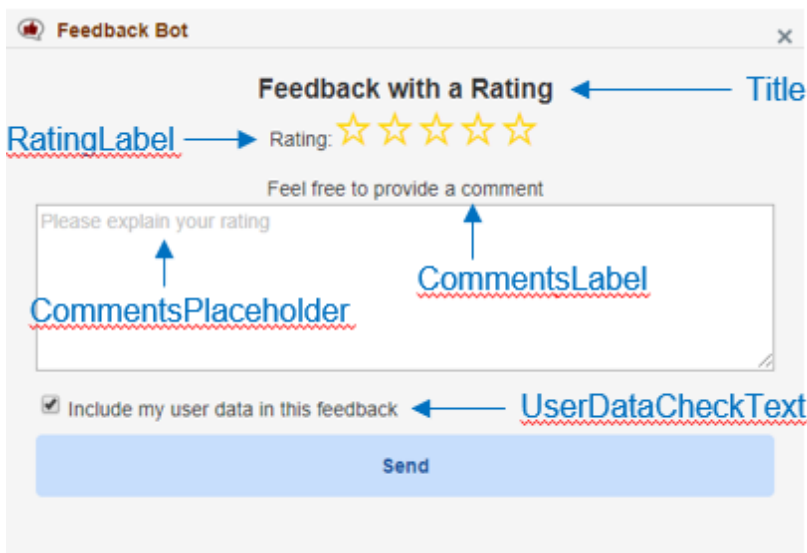 Feedback Bot
×
Feedback with a Rating Title
RatingLabel Rating:
Feel free to provide a comment
Please explain your rating
CommentsLabel
CommentsPlaceholder
Include my user data in this feedback UserDataCheckText
Send